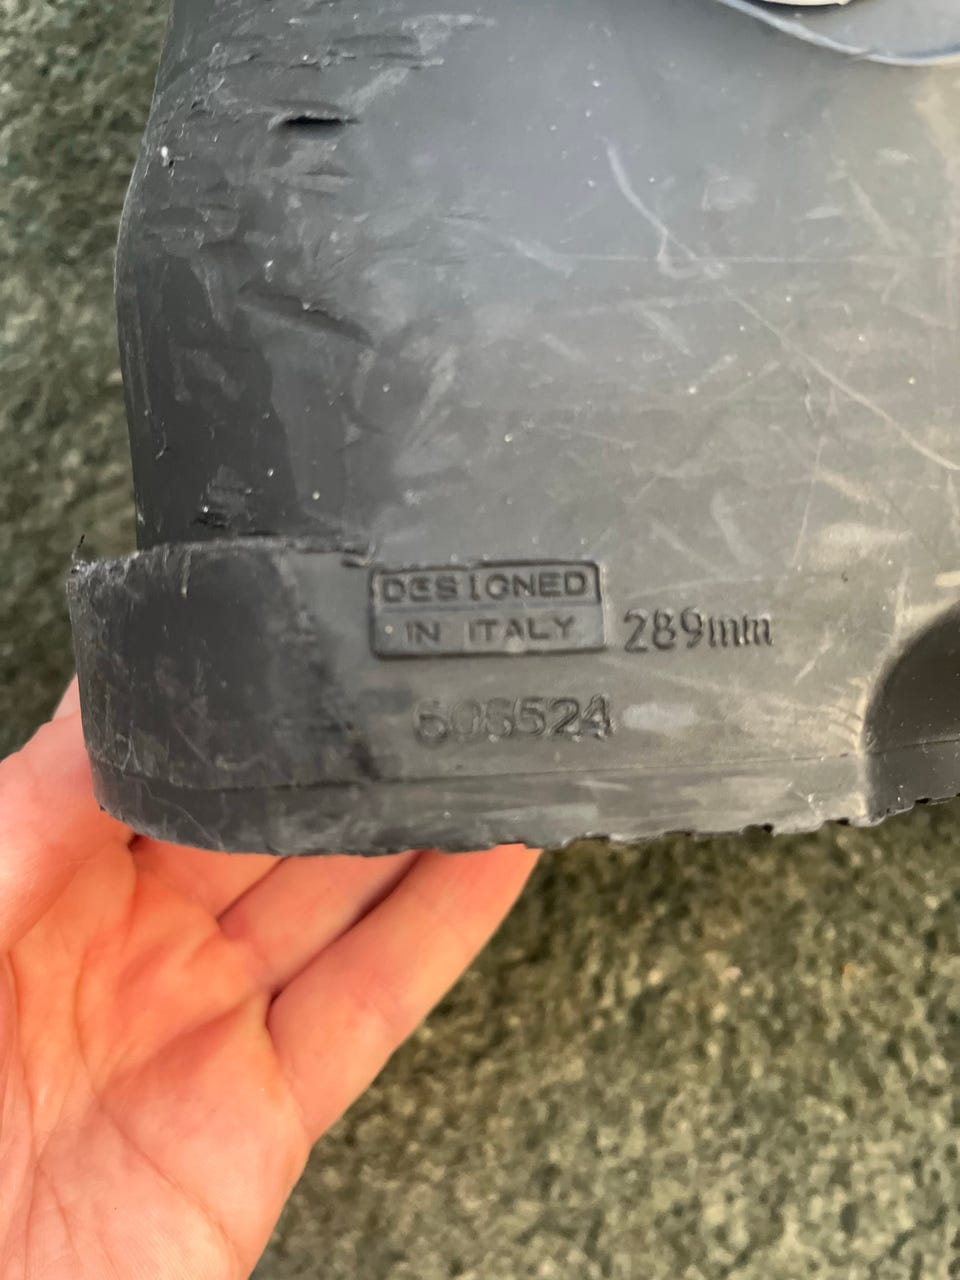 DESIGNED
IN ITALY
289mm
606524